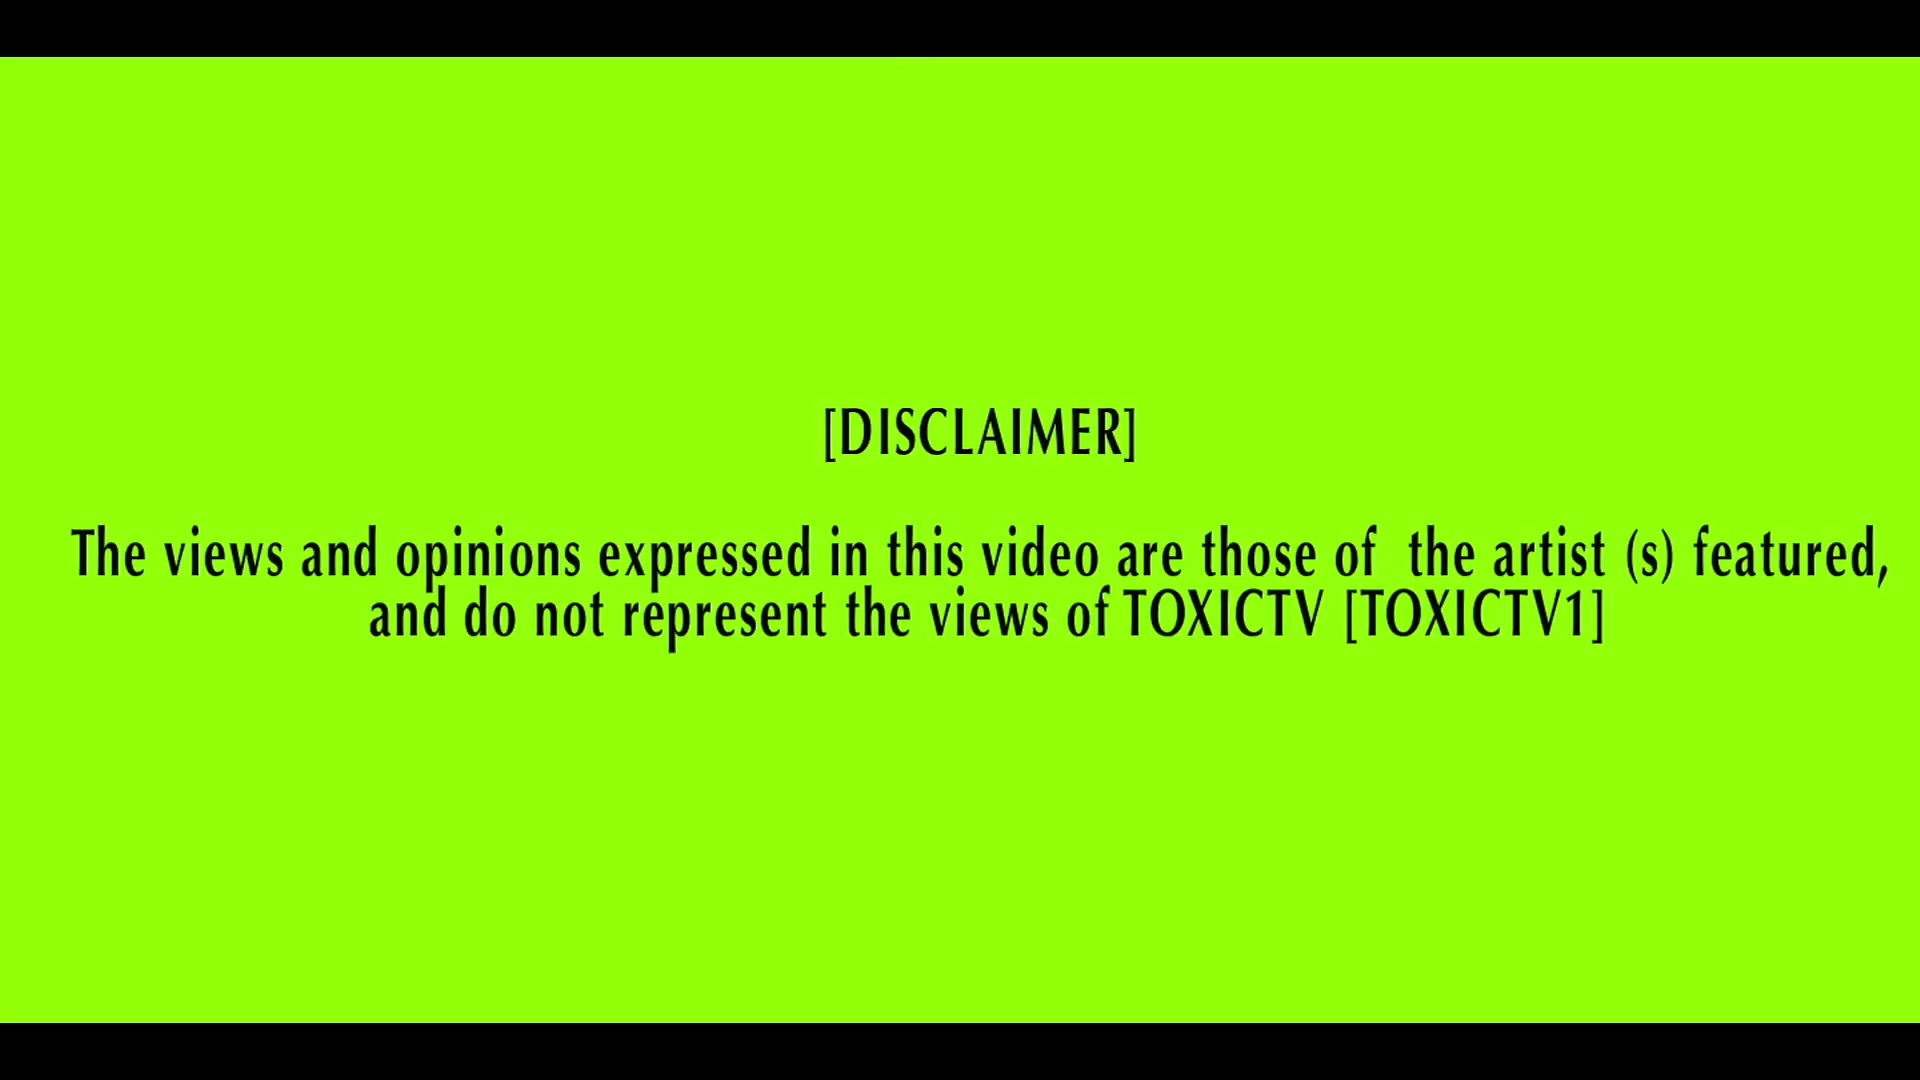 [DISCLAIMER]
The views and opinions expressed in this video are those of  the artist (s) featured,
and do not represent the views of TOXICTV [TOXICTV1]